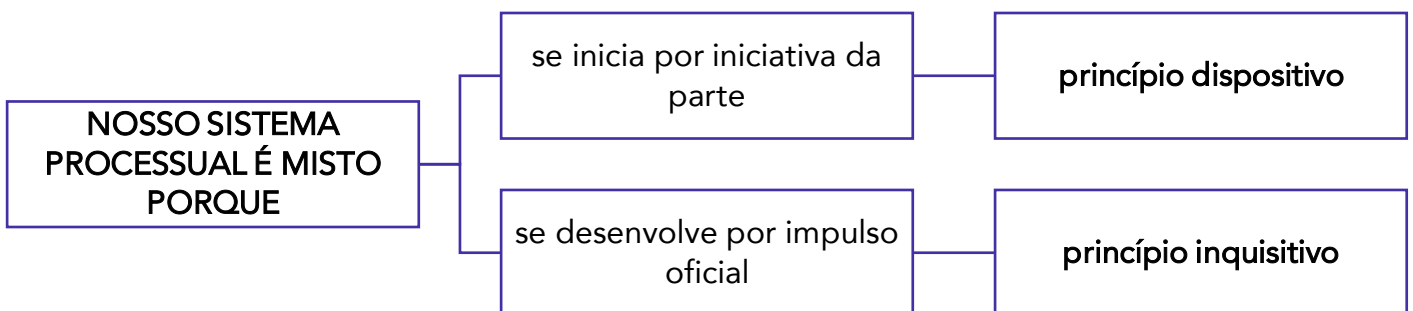 NOSSO SISTEMA
PROCESSUAL É MISTO
PORQUE
se inicia por iniciativa da
parte
princípio dispositivo
se desenvolve por impulso
oficial
princípio inquisitivo